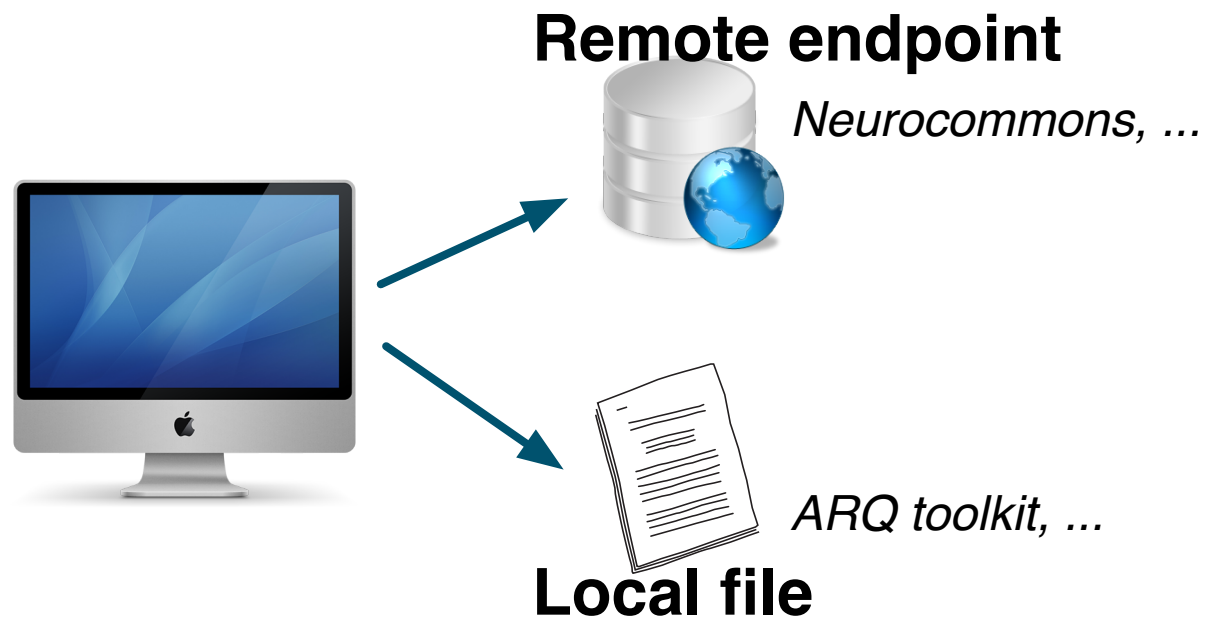 Remote endpoint
Neurocommons, ...
ARQ toolkit, ...
Local file